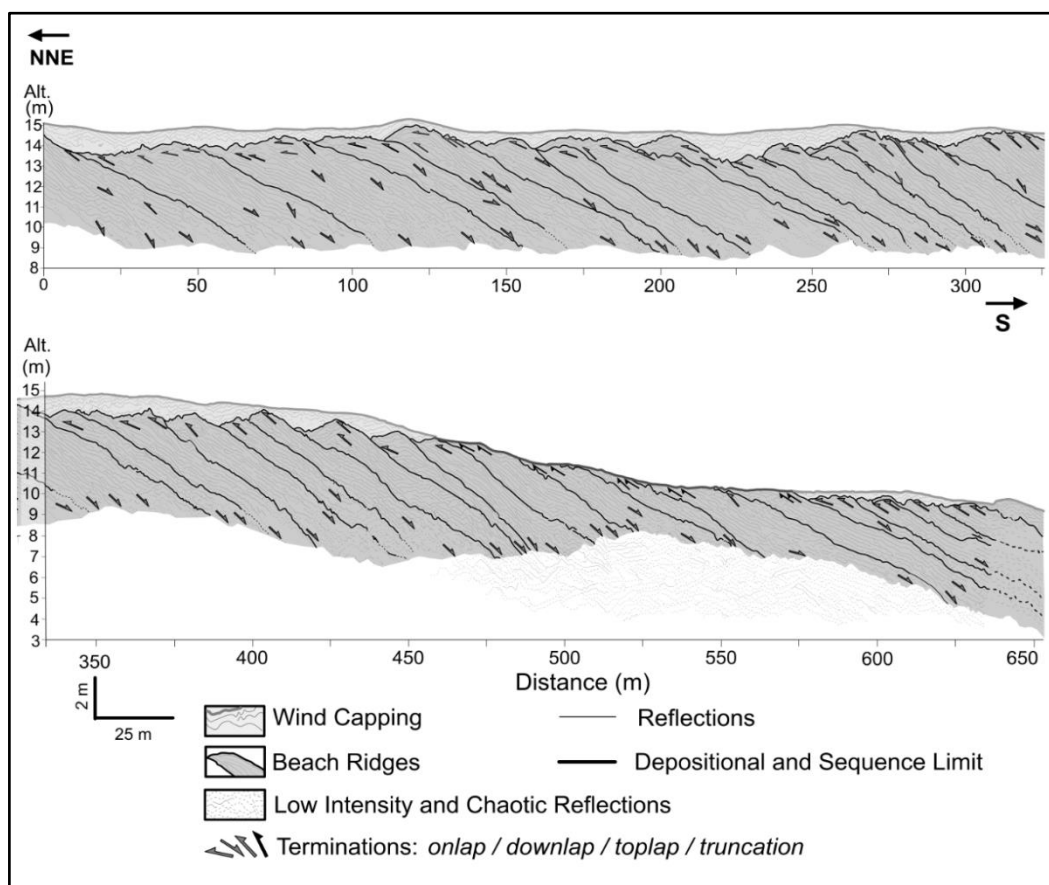 NNE
Alt.
(m)
15
14
13
12
11
10
9
8
0 50 100 150 200 250 300
S
Alt.
(m)
15
14
13
12
11
10
9
8
7
6
5
4
3
350 400 450 500 550 600 650
Distance (m)
2 m
25 m
Wind Capping
Reflections
Beach Ridges
Depositional and Sequence Limit
Low Intensity and Chaotic Reflections
Terminations: onlap / downlap / toplap / truncation